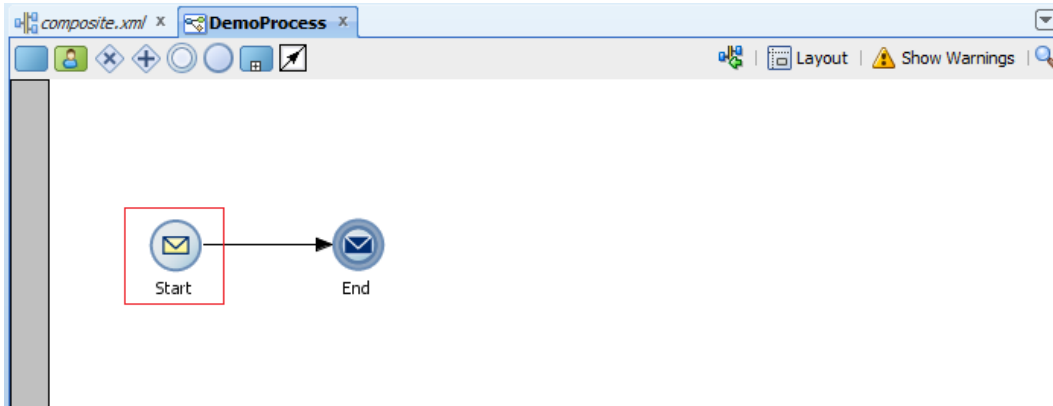 composite.xml x DemoProcess x
Layout Show Warnings
Start End